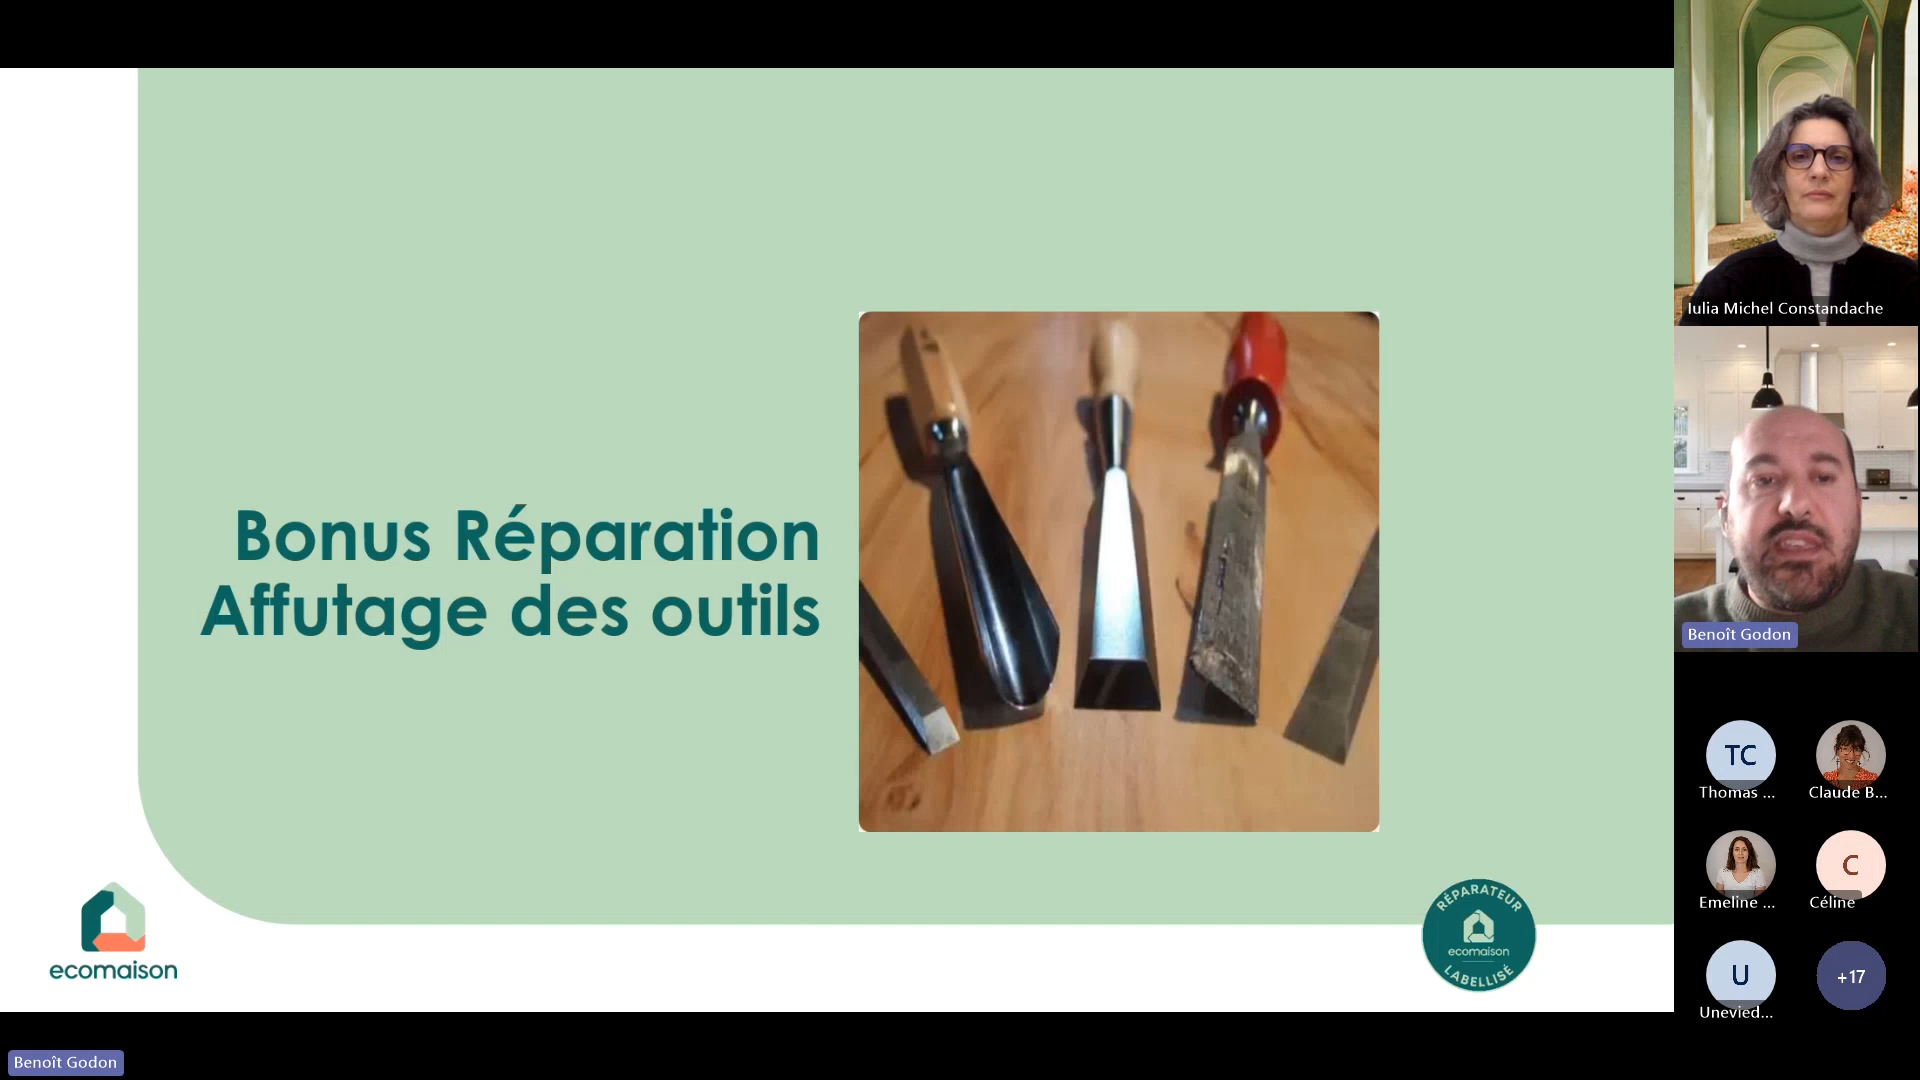 Bonus Réparation
Affutage des outils
ecomaison
RÉPARATEUR
ecomaison
LABELLISÉ
Iulia Michel Constandache
Benoît Godon
TC
Thomas ...
Claude B...
Emeline ...
C
Céline
U
Unevied...
+17
Benoît Godon